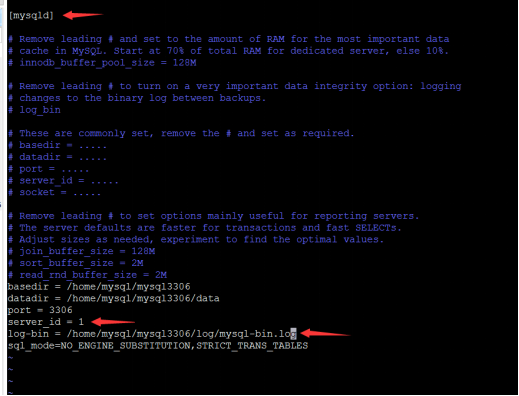 [mysqld]
# Remove leading # and set to the amount of RAM for the most important data
# cache in MySQL. Start at 70% of total RAM for dedicated server, else 10%.
# innodb_buffer_pool_size = 128M
# Remove leading # to turn on a very important data integrity option: logging
# changes to the binary log between backups.
# log_bin
# These are commonly set, remove the # and set as required.
# basedir = .....
# datadir = .....
# port = .....
# server_id = .....
# socket = .....
# Remove leading # to set options mainly useful for reporting servers.
# The server defaults are faster for transactions and fast SELECTs.
# Adjust sizes as needed, experiment to find the optimal values.
# join_buffer_size = 128M
# sort_buffer_size = 2M
# read_rnd_buffer_size = 2M
basedir = /home/mysql/mysql3306
datadir = /home/mysql/mysql3306/data
port = 3306
server_id = 1
log-bin = /home/mysql/mysql3306/log/mysql-bin.log
sql_mode=NO_ENGINE_SUBSTITUTION,STRICT_TRANS_TABLES
~
~
~
~